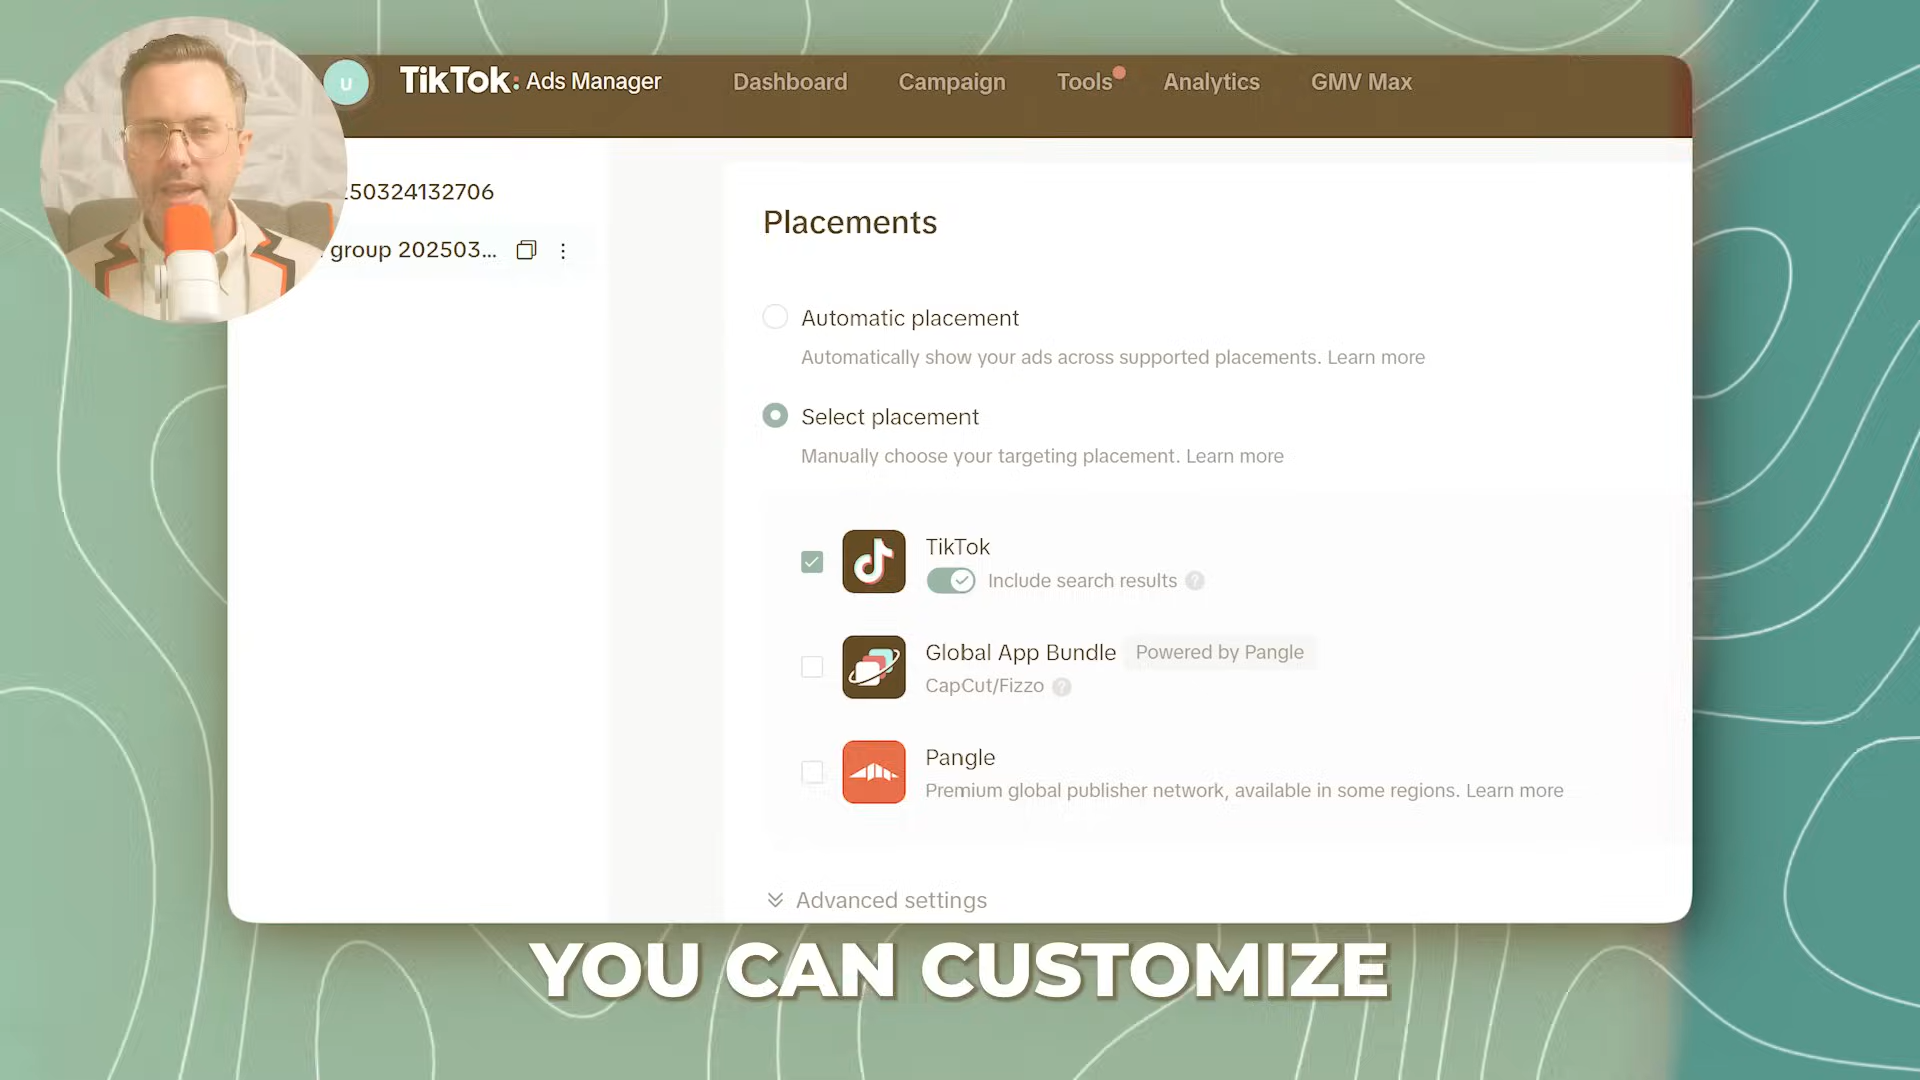 u
TikTok: Ads Manager
Dashboard
Campaign
Tools
Analytics
GMV Max
50324132706
group 202503...
Placements
Automatic placement
Automatically show your ads across supported placements. Learn more
Select placement
Manually choose your targeting placement. Learn more
TikTok
Include search results ?
Global App Bundle Powered by Pangle
CapCut/Fizzo ?
Pangle
Premium global publisher network, available in some regions. Learn more
Advanced settings
YOU CAN CUSTOMIZE